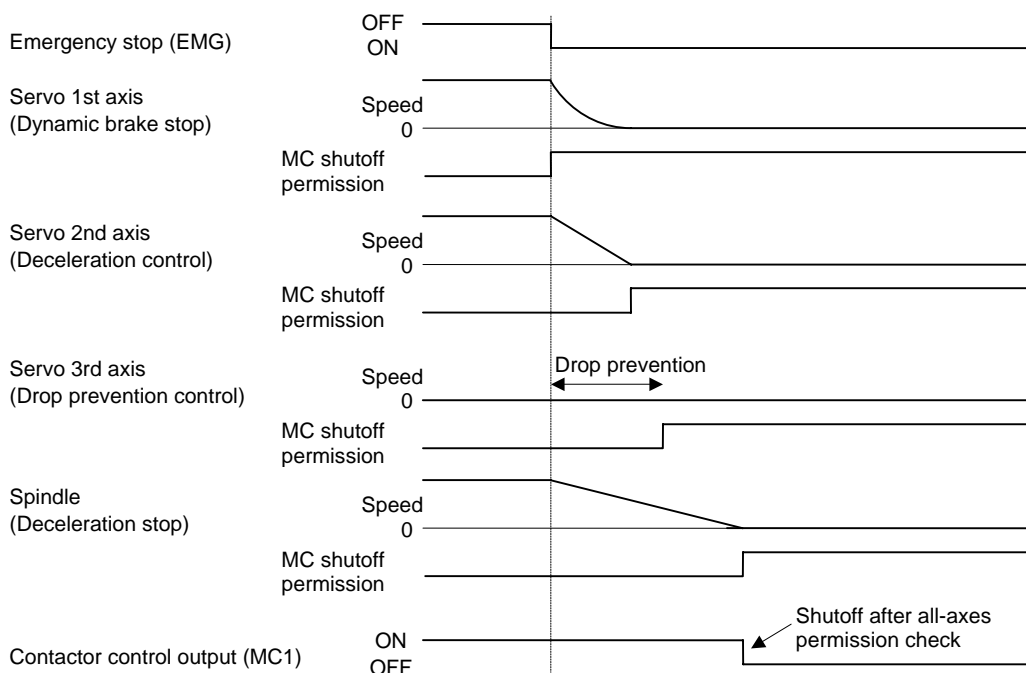 OFF
Emergency stop (EMG)
ON
Servo 1st axis
(Dynamic brake stop)
Speed
0
MC shutoff
permission
Servo 2nd axis
(Deceleration control)
Speed
0
MC shutoff
permission
Servo 3rd axis
(Drop prevention control)
Speed
0
Drop prevention
MC shutoff
permission
Spindle
(Deceleration stop)
Speed
0
MC shutoff
permission
Shutoff after all-axes
permission check
ON
Contactor control output (MC1)
OFF